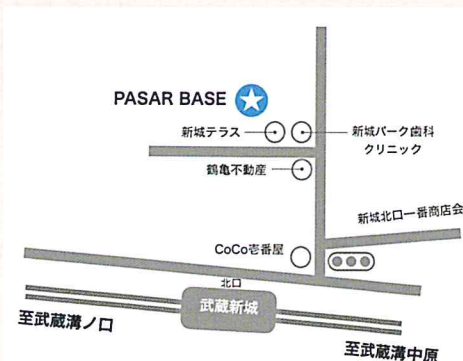 PASAR BASE
新城テラス
新城パーク歯科
クリニック
鶴亀不動産
新城北口一番商店会
CoCo壱番屋
北口
武蔵新城
至武蔵溝ノ口
至武蔵溝中原